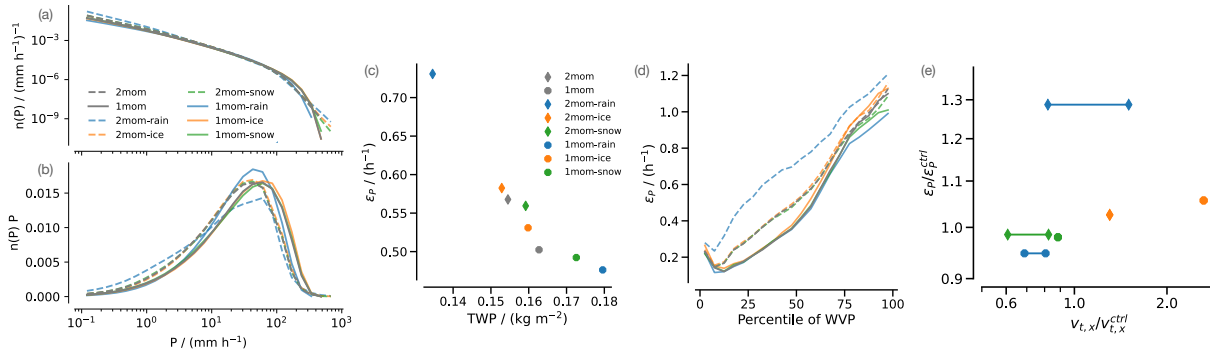 (a)
n(P) / (mm h⁻¹)⁻¹
10⁻³
10⁻⁶
10⁻⁹
2mom
1mom
2mom-rain
2mom-ice
2mom-snow
1mom-rain
1mom-ice
1mom-snow
(b)
n(P) P
0.015
0.010
0.005
0.000
10⁻¹ 10⁰ 10¹ 10² 10³
P / (mm h⁻¹)
(c)
ε_P / (h⁻¹)
0.70
0.65
0.60
0.55
0.50
2mom
1mom
2mom-rain
2mom-ice
2mom-snow
1mom-rain
1mom-ice
1mom-snow
0.14 0.15 0.16 0.17 0.18
TWP / (kg m⁻²)
(d)
ε_P / (h⁻¹)
1.2
1.0
0.8
0.6
0.4
0.2
0 25 50 75 100
Percentile of WVP
(e)
ε_P/ε_P^ctrl
1.3
1.2
1.1
1.0
0.9
0.6 1.0 2.0
v_t,x/v_t,x^ctrl